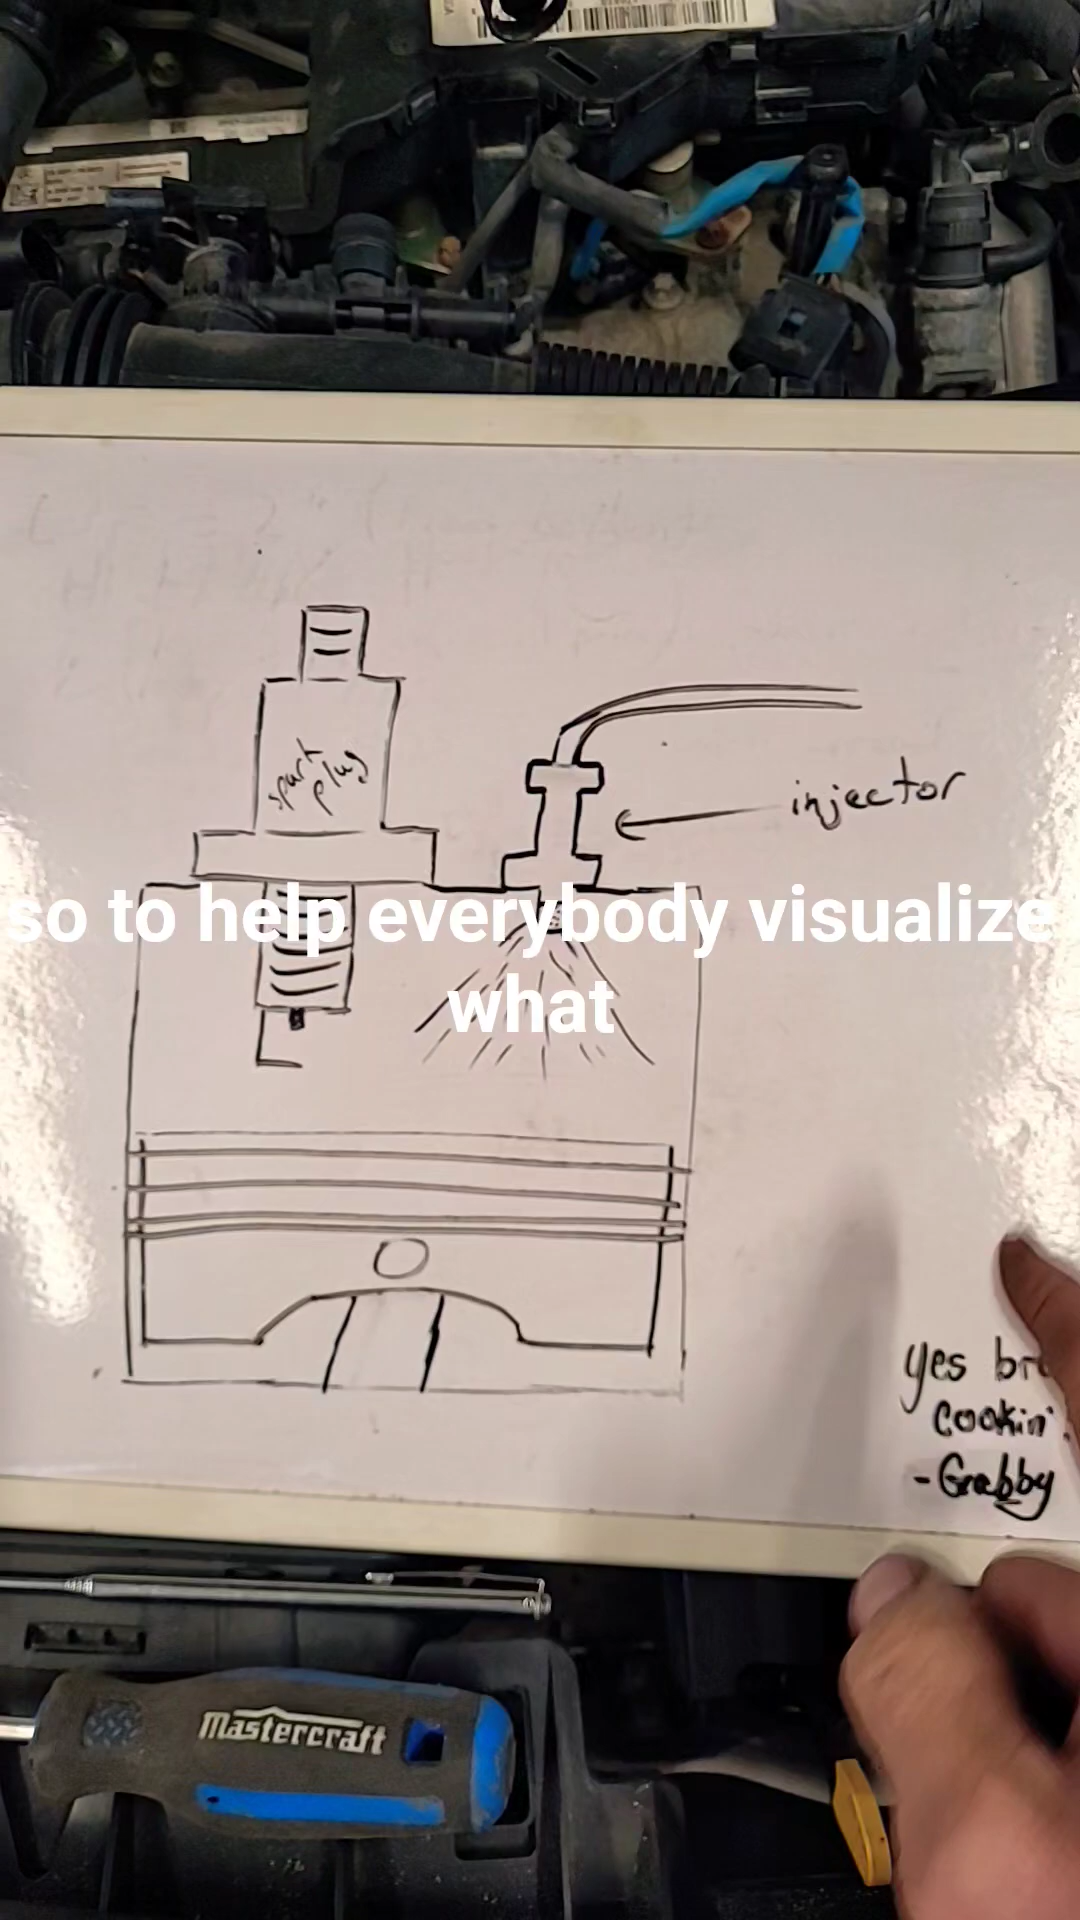 spark
plug
injector
so to help everybody visualize
what
yes
cookin'
-Grabby
Mastercraft